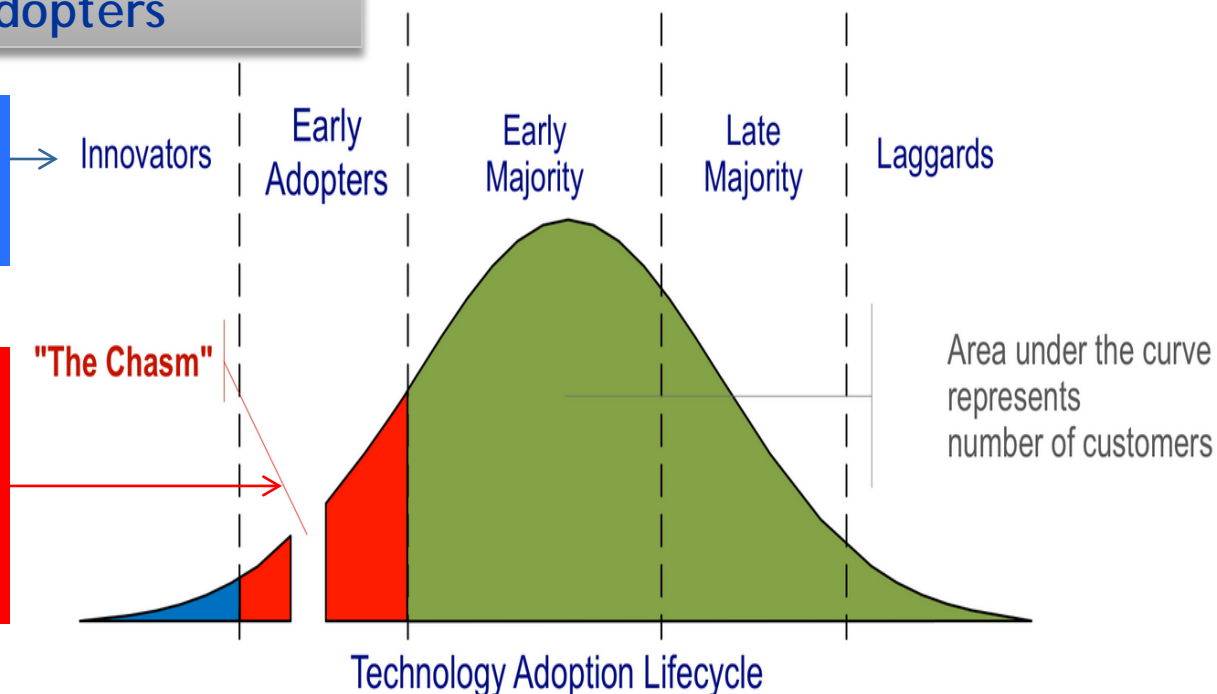 dopters
Innovators
Early
Adopters
Early
Majority
Late
Majority
Laggards
"The Chasm"
Area under the curve
represents
number of customers
Technology Adoption Lifecycle